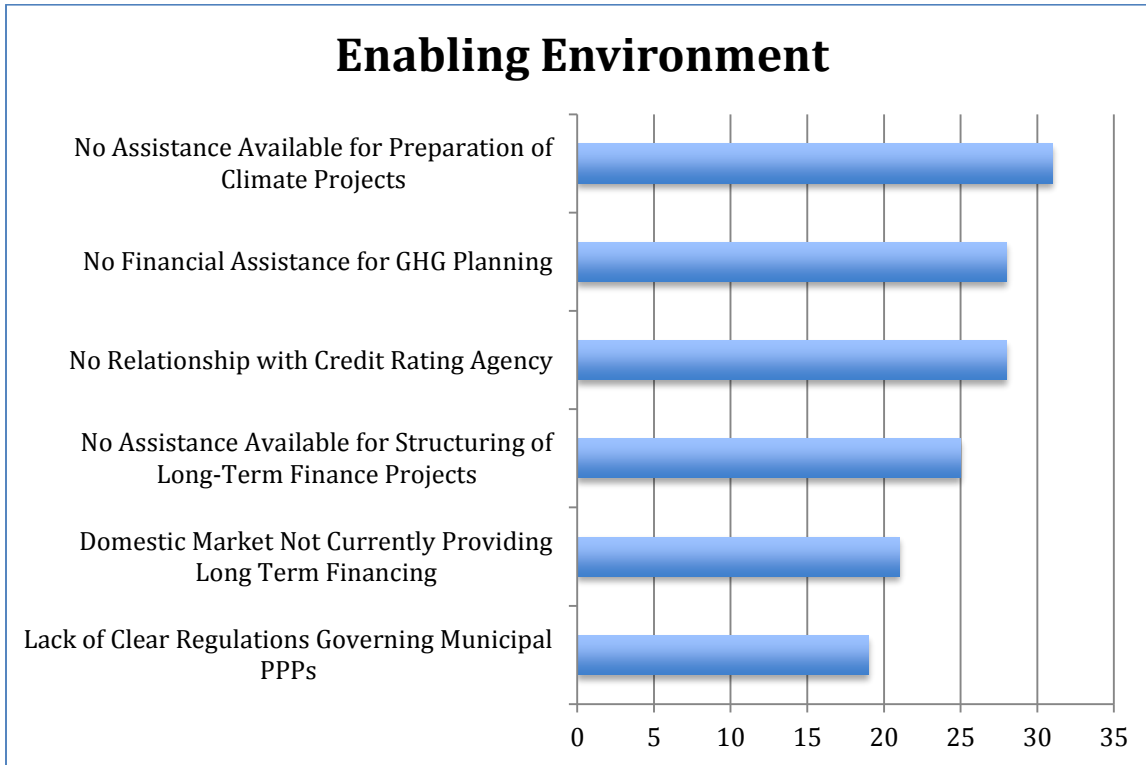 Enabling Environment
No Assistance Available for Preparation of
Climate Projects
No Financial Assistance for GHG Planning
No Relationship with Credit Rating Agency
No Assistance Available for Structuring of
Long-Term Finance Projects
Domestic Market Not Currently Providing
Long Term Financing
Lack of Clear Regulations Governing Municipal
PPPs
0 5 10 15 20 25 30 35